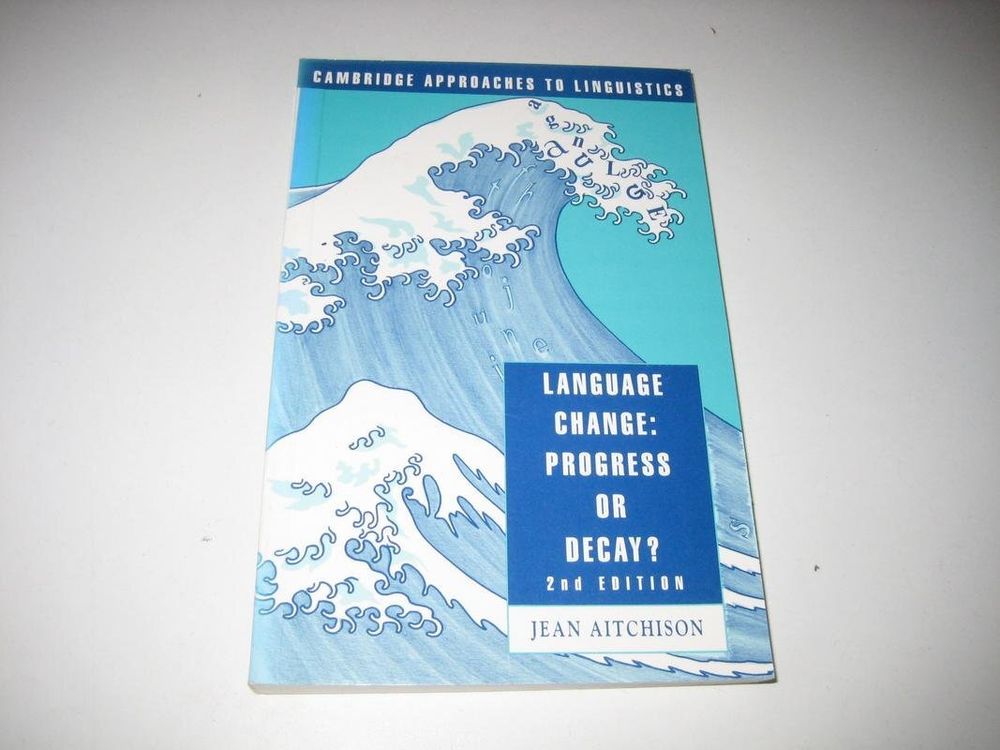 CAMBRIDGE APPROACHES TO LINGUISTICS
LANGUAGE
CHANGE:
PROGRESS
OR
DECAY?
2nd EDITION
JEAN AITCHISON